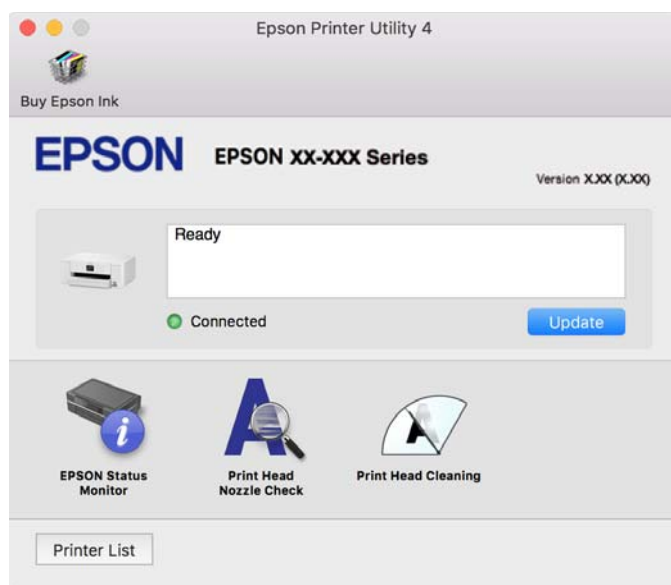 Epson Printer Utility 4
Buy Epson Ink
EPSON
EPSON XX-XXX Series
Version X.XX (X.XX)
Ready
Connected
Update
EPSON Status
Monitor
Print Head
Nozzle Check
Print Head Cleaning
Printer List